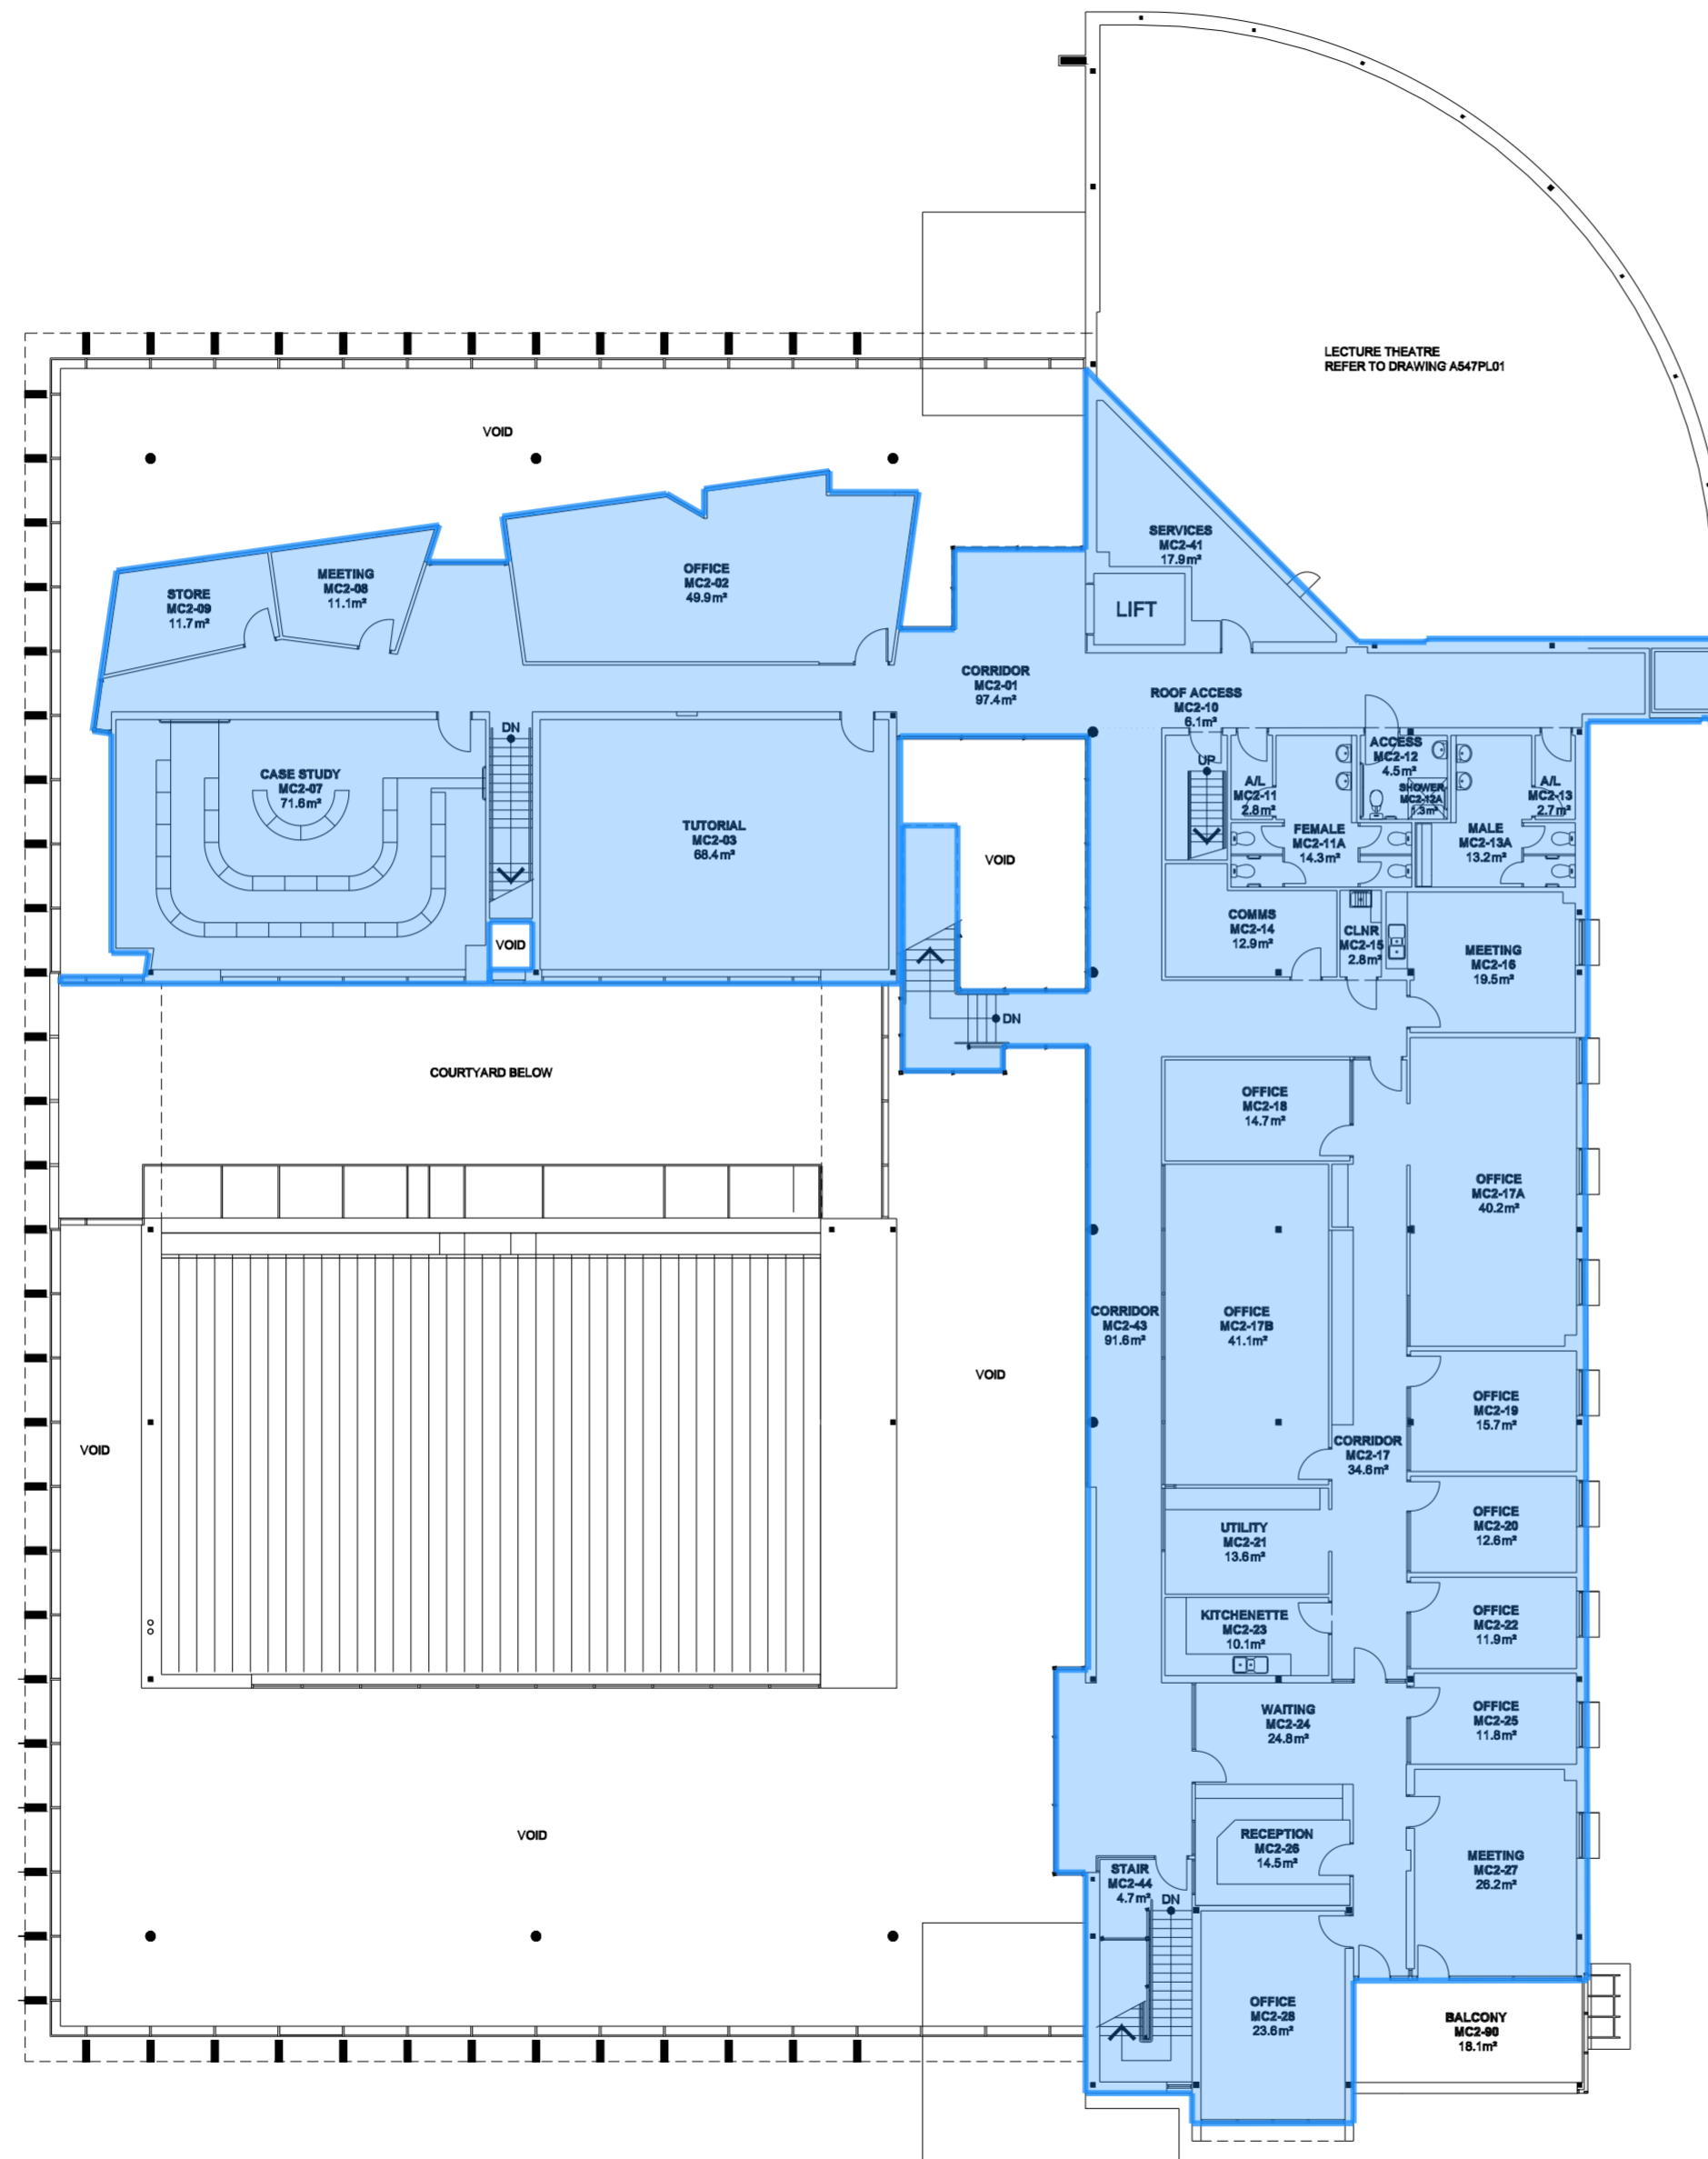 LECTURE THEATRE
REFER TO DRAWING A547PL01
VOID
SERVICES
MC2-41
17.9m²
OFFICE
MC2-02
49.9m²
MEETING
MC2-08
11.1m²
STORE
MC2-09
11.7m²
LIFT
CORRIDOR
MC2-01
97.4m²
ROOF ACCESS
MC2-10
6.1m²
DN
UP
ACCESS
MC2-12
4.5m²
SHOWER
MC2-12A
CASE STUDY
MC2-07
71.6m²
A/L
MC2-11
2.8m²
A/L
MC2-13
2.7m²
TUTORIAL
MC2-03
68.4m²
FEMALE
MC2-11A
14.3m²
MALE
MC2-13A
13.2m²
VOID
COMMS
MC2-14
12.9m²
CLNR
MC2-15
2.8m²
VOID
MEETING
MC2-16
19.5m²
DN
COURTYARD BELOW
OFFICE
MC2-18
14.7m²
OFFICE
MC2-17A
40.2m²
CORRIDOR
MC2-43
91.6m²
OFFICE
MC2-17B
41.1m²
VOID
OFFICE
MC2-19
15.7m²
VOID
CORRIDOR
MC2-17
34.6m²
OFFICE
MC2-20
12.6m²
UTILITY
MC2-21
13.6m²
OFFICE
MC2-22
11.9m²
KITCHENETTE
MC2-23
10.1m²
WAITING
MC2-24
24.8m²
OFFICE
MC2-25
11.8m²
VOID
RECEPTION
MC2-26
14.5m²
MEETING
MC2-27
26.2m²
STAIR
MC2-44
4.7m²
DN
OFFICE
MC2-28
23.6m²
BALCONY
MC2-90
18.1m²